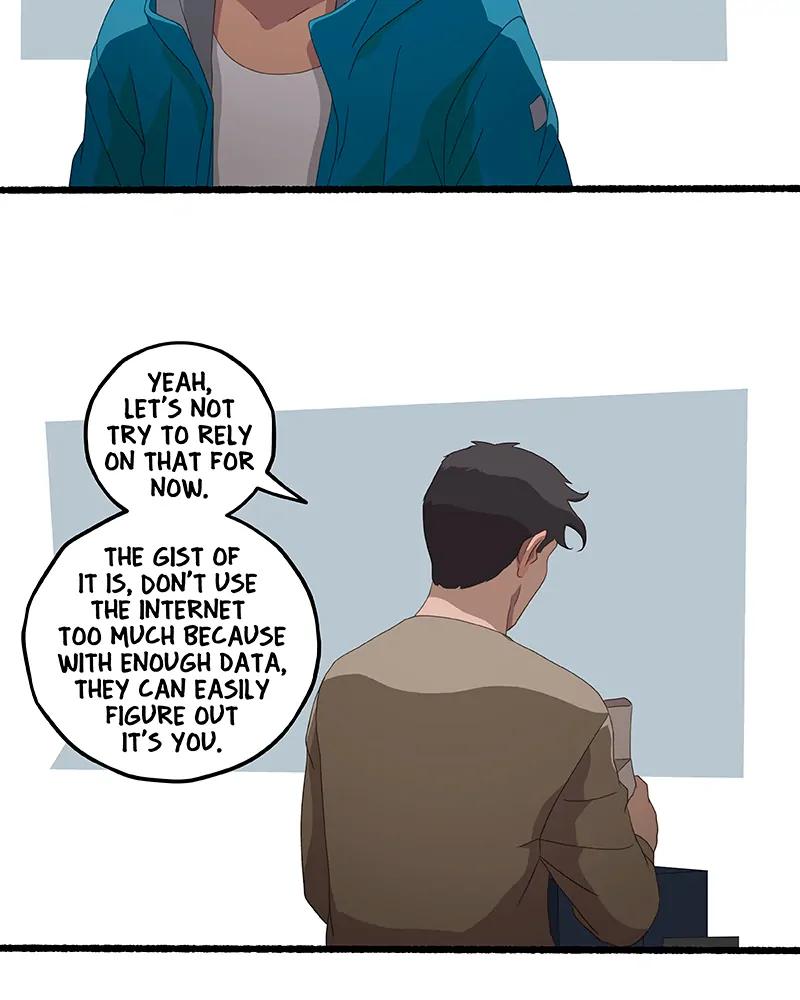 YEAH,
LET'S NOT
TRY TO RELY
ON THAT FOR
NOW.
THE GIST OF
IT IS, DON'T USE
THE INTERNET
TOO MUCH BECAUSE
WITH ENOUGH DATA,
THEY CAN EASILY
FIGURE OUT
IT'S YOU.